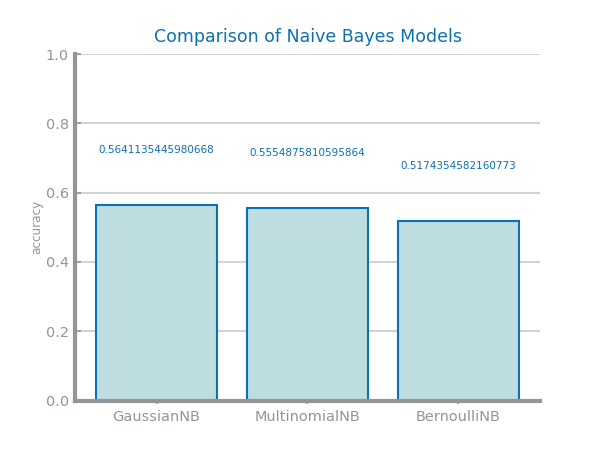 Comparison of Naive Bayes Models
1.0
0.8
0.6
0.4
0.2
0.0
accuracy
0.5641135445980668
0.5554875810595864
0.5174354582160773
GaussianNB
MultinomialNB
BernoulliNB